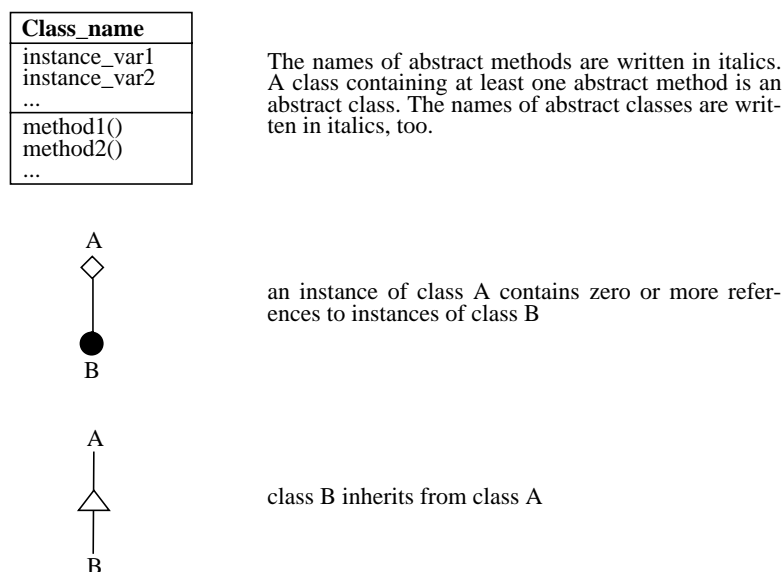 Class_name
instance_var1
instance_var2
...
method1()
method2()
...
The names of abstract methods are written in italics.
A class containing at least one abstract method is an
abstract class. The names of abstract classes are writ-
ten in italics, too.
A
B
an instance of class A contains zero or more refer-
ences to instances of class B
A
B
class B inherits from class A